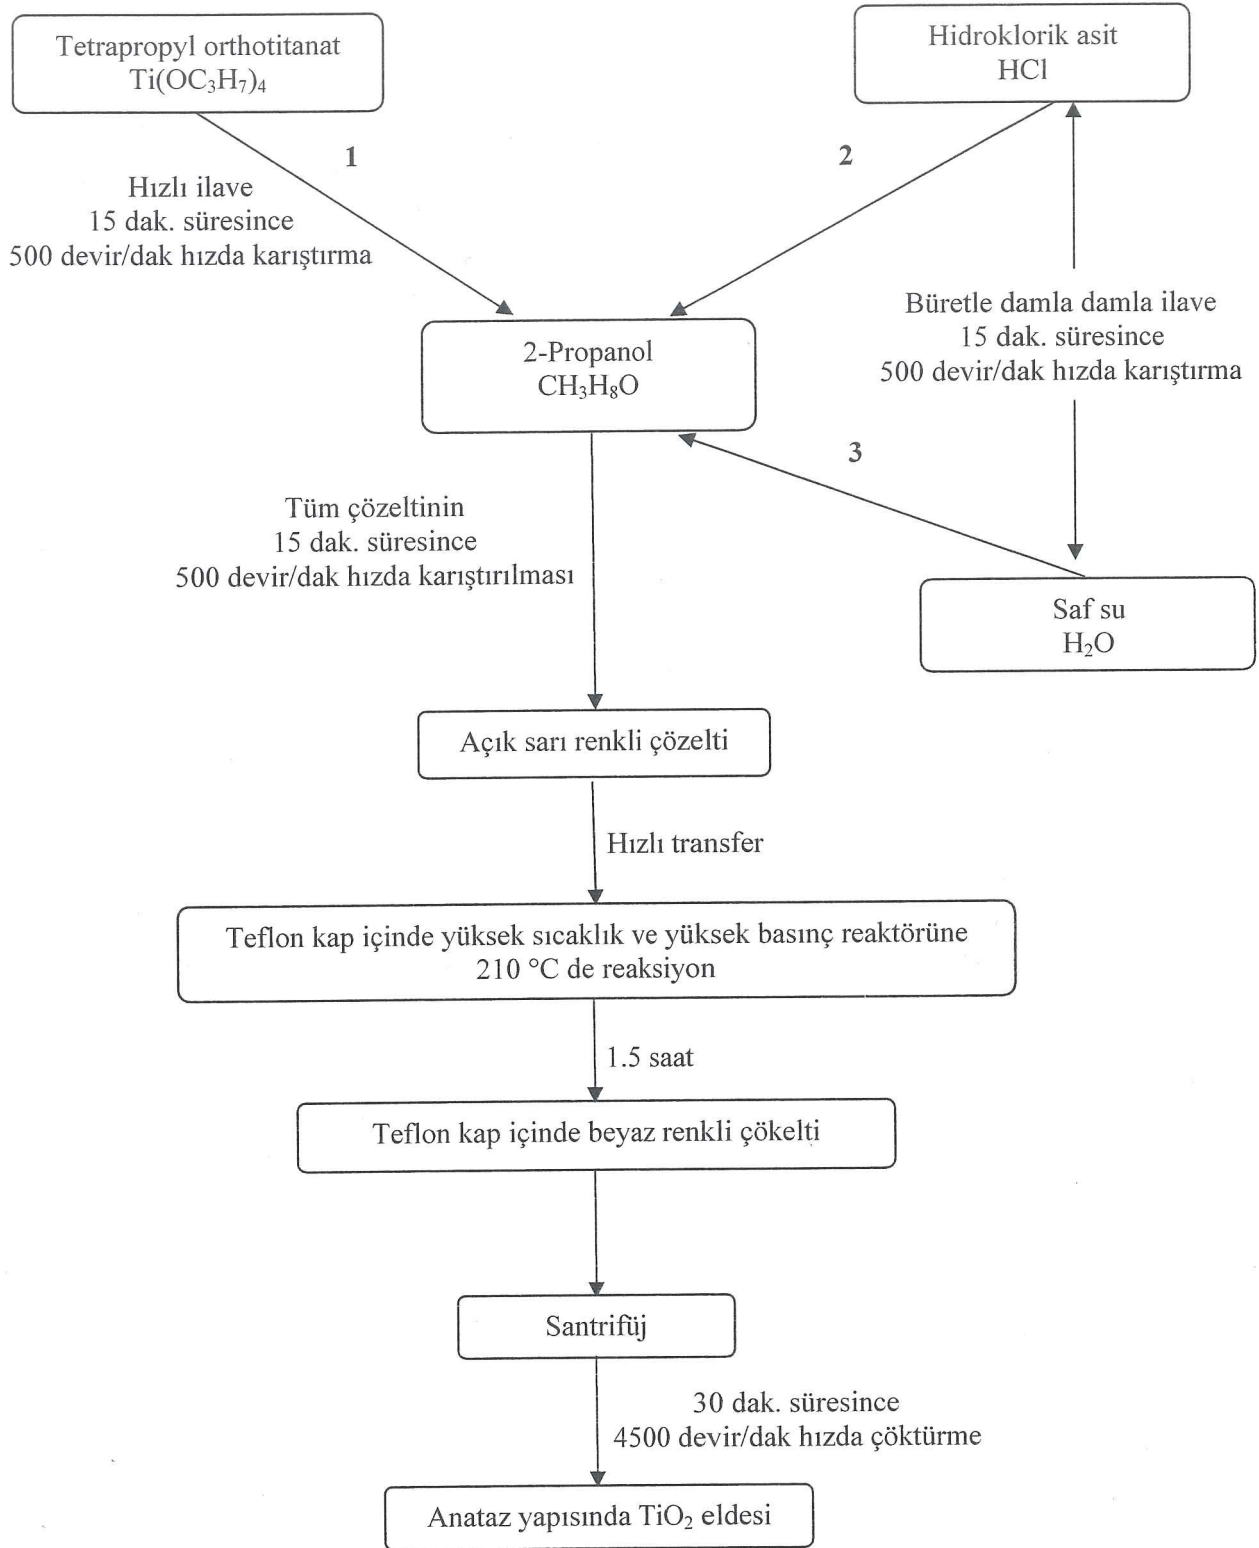 Tetrapropyl orthotitanat
Ti(OC₃H₇)₄
Hidroklorik asit
HCl
1
2
Hızlı ilave
15 dak. süresince
500 devir/dak hızda karıştırma
Büretle damla damla ilave
15 dak. süresince
500 devir/dak hızda karıştırma
2-Propanol
CH₃H₈O
3
Tüm çözeltinin
15 dak. süresince
500 devir/dak hızda karıştırılması
Saf su
H₂O
Açık sarı renkli çözelti
Hızlı transfer
Teflon kap içinde yüksek sıcaklık ve yüksek basınç reaktörüne
210 °C de reaksiyon
1.5 saat
Teflon kap içinde beyaz renkli çökelti
Santrifüj
30 dak. süresince
4500 devir/dak hızda çöktürme
Anataz yapısında TiO₂ eldesi